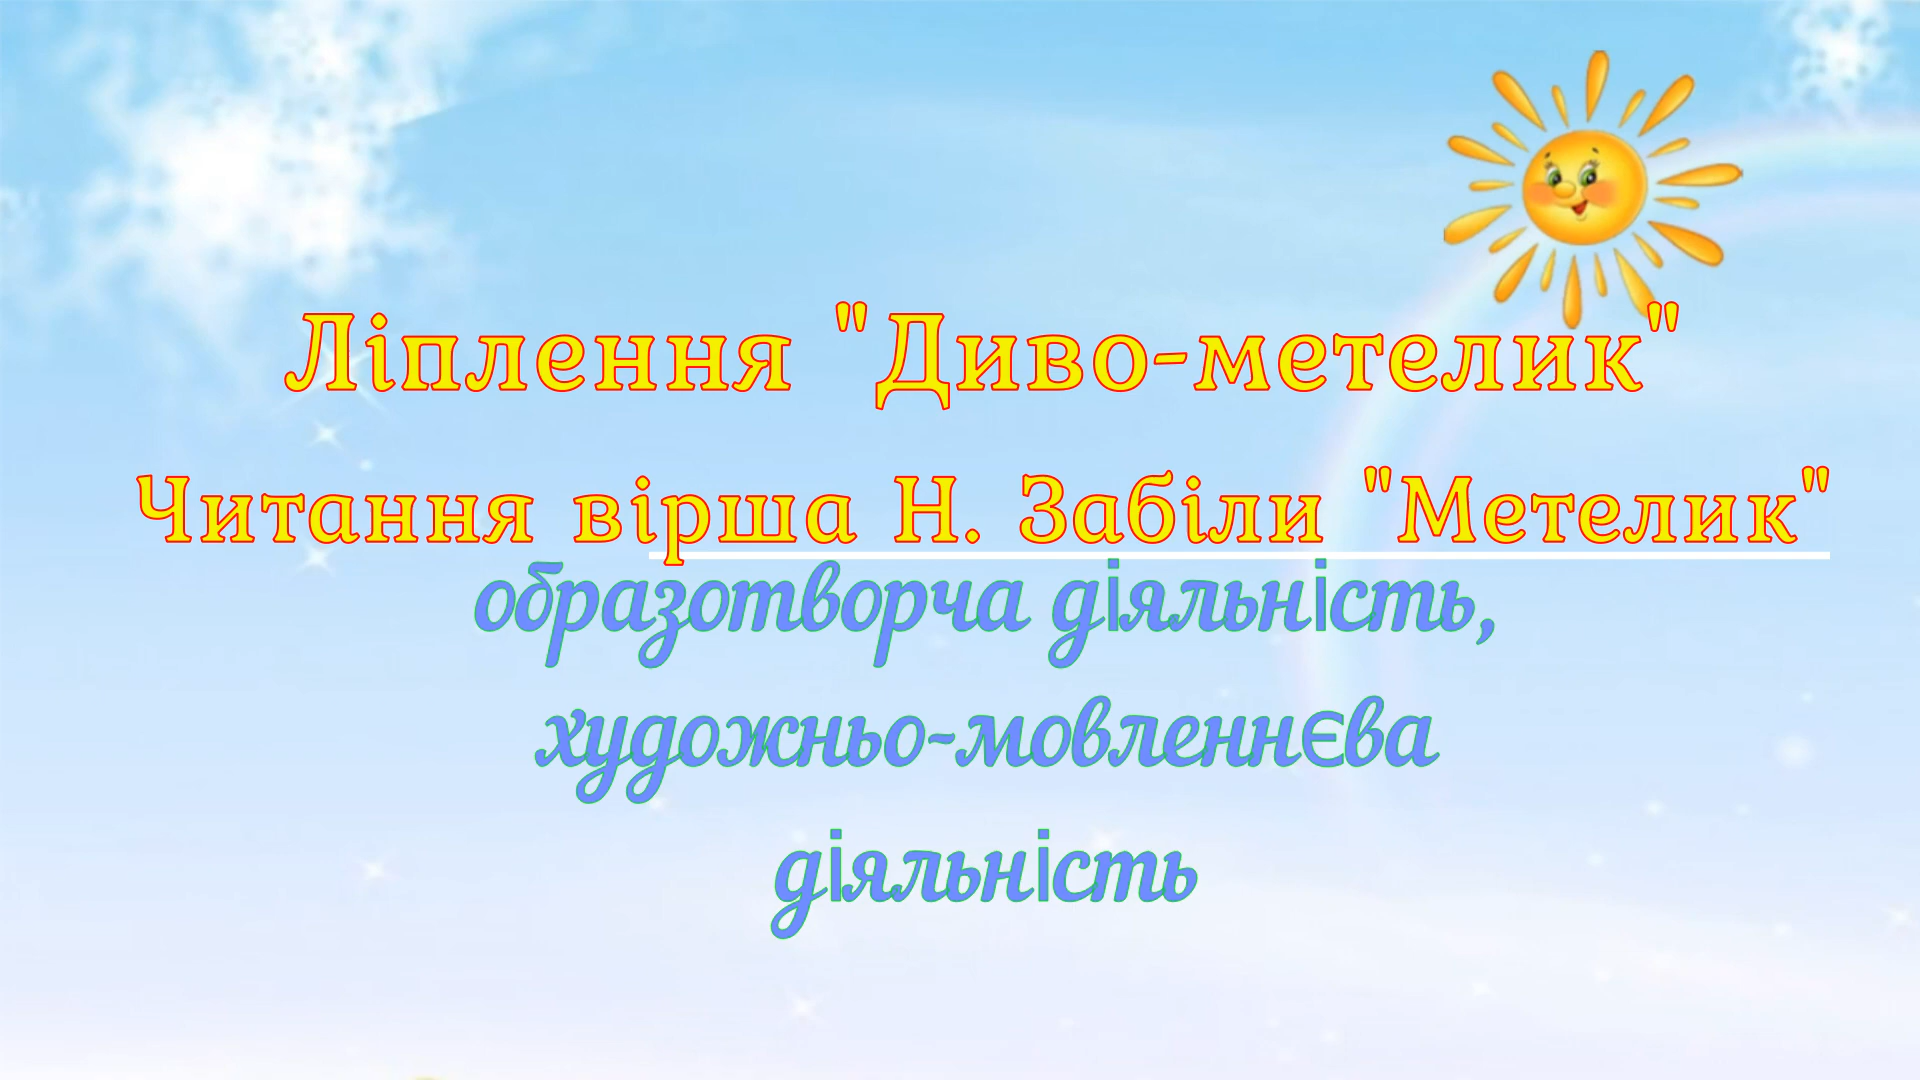 Ліплення "Диво-метелик"
Читання вірша Н. Забіли "Метелик"
образотворча діяльність,
художньо-мовленнєва
діяльність